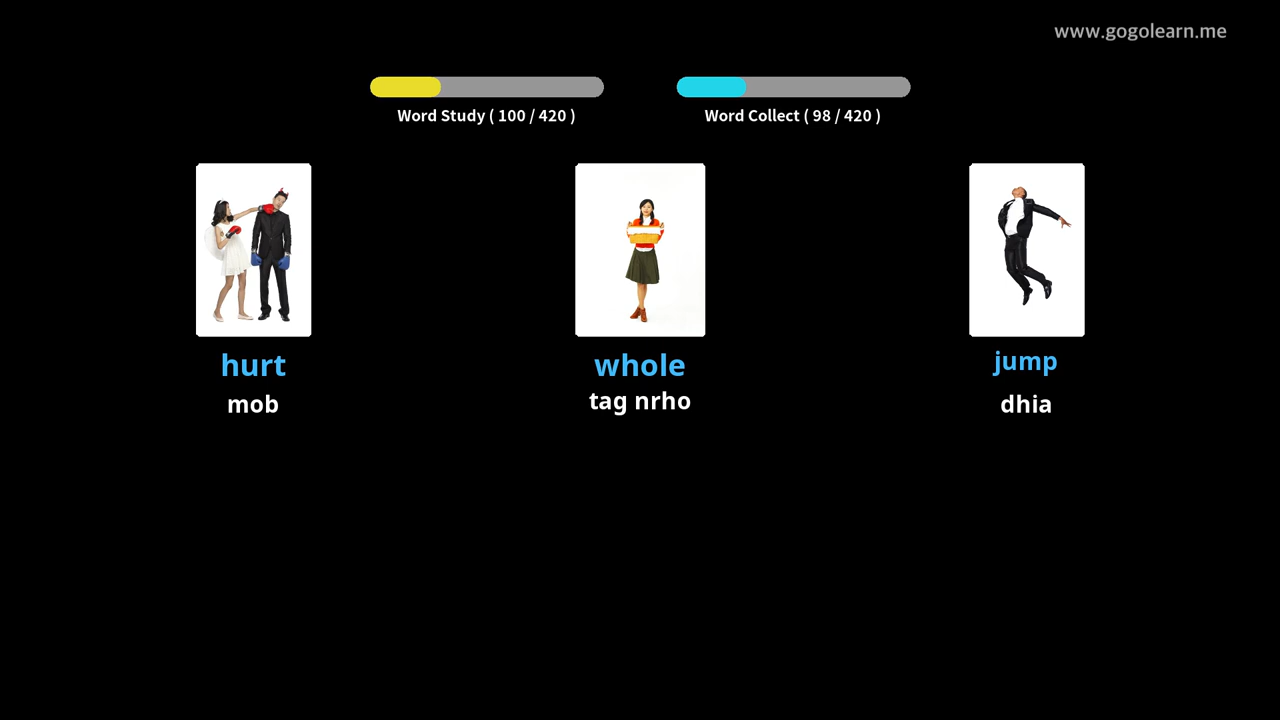 www.gogolearn.me
Word Study ( 100 / 420 )
Word Collect ( 98 / 420 )
hurt
mob
whole
tag nrho
jump
dhia